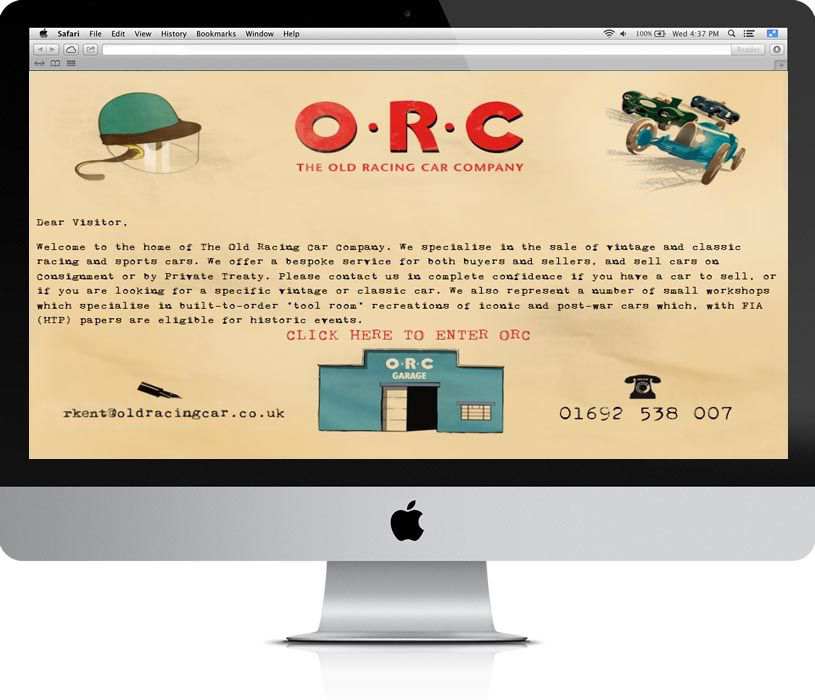 Safari File Edit View History Bookmarks Window Help 100% Wed 4:37 PM
Reader
O·R·C
THE OLD RACING CAR COMPANY
Dear Visitor,
Welcome to the home of The Old Racing Car Company. We specialise in the sale of vintage and classic
racing and sports cars. We offer a bespoke service for both buyers and sellers, and sell cars on
Consignment or by Private Treaty. Please contact us in complete confidence if you have a car to sell, or
if you are looking for a specific vintage or classic car. We also represent a number of small workshops
which specialise in built-to-order "tool room" recreations of iconic and post-war cars which, with FIA
(HTP) papers are eligible for historic events.
CLICK HERE TO ENTER ORC
O·R·C
GARAGE
rkent@oldracingcar.co.uk
01692 538 007